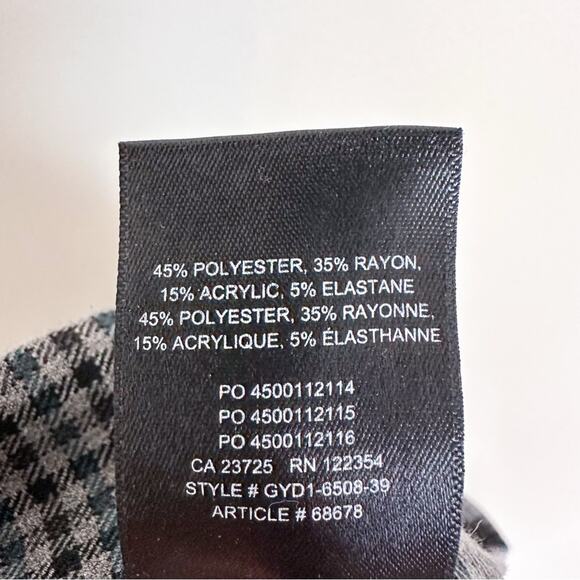 45% POLYESTER, 35% RAYON,
15% ACRYLIC, 5% ELASTANE
45% POLYESTER, 35% RAYONNE,
15% ACRYLIQUE, 5% ÉLASTHANNE
PO 4500112114
PO 4500112115
PO 4500112116
CA 23725 RN 122354
STYLE # GYD1-6508-39
ARTICLE # 68678